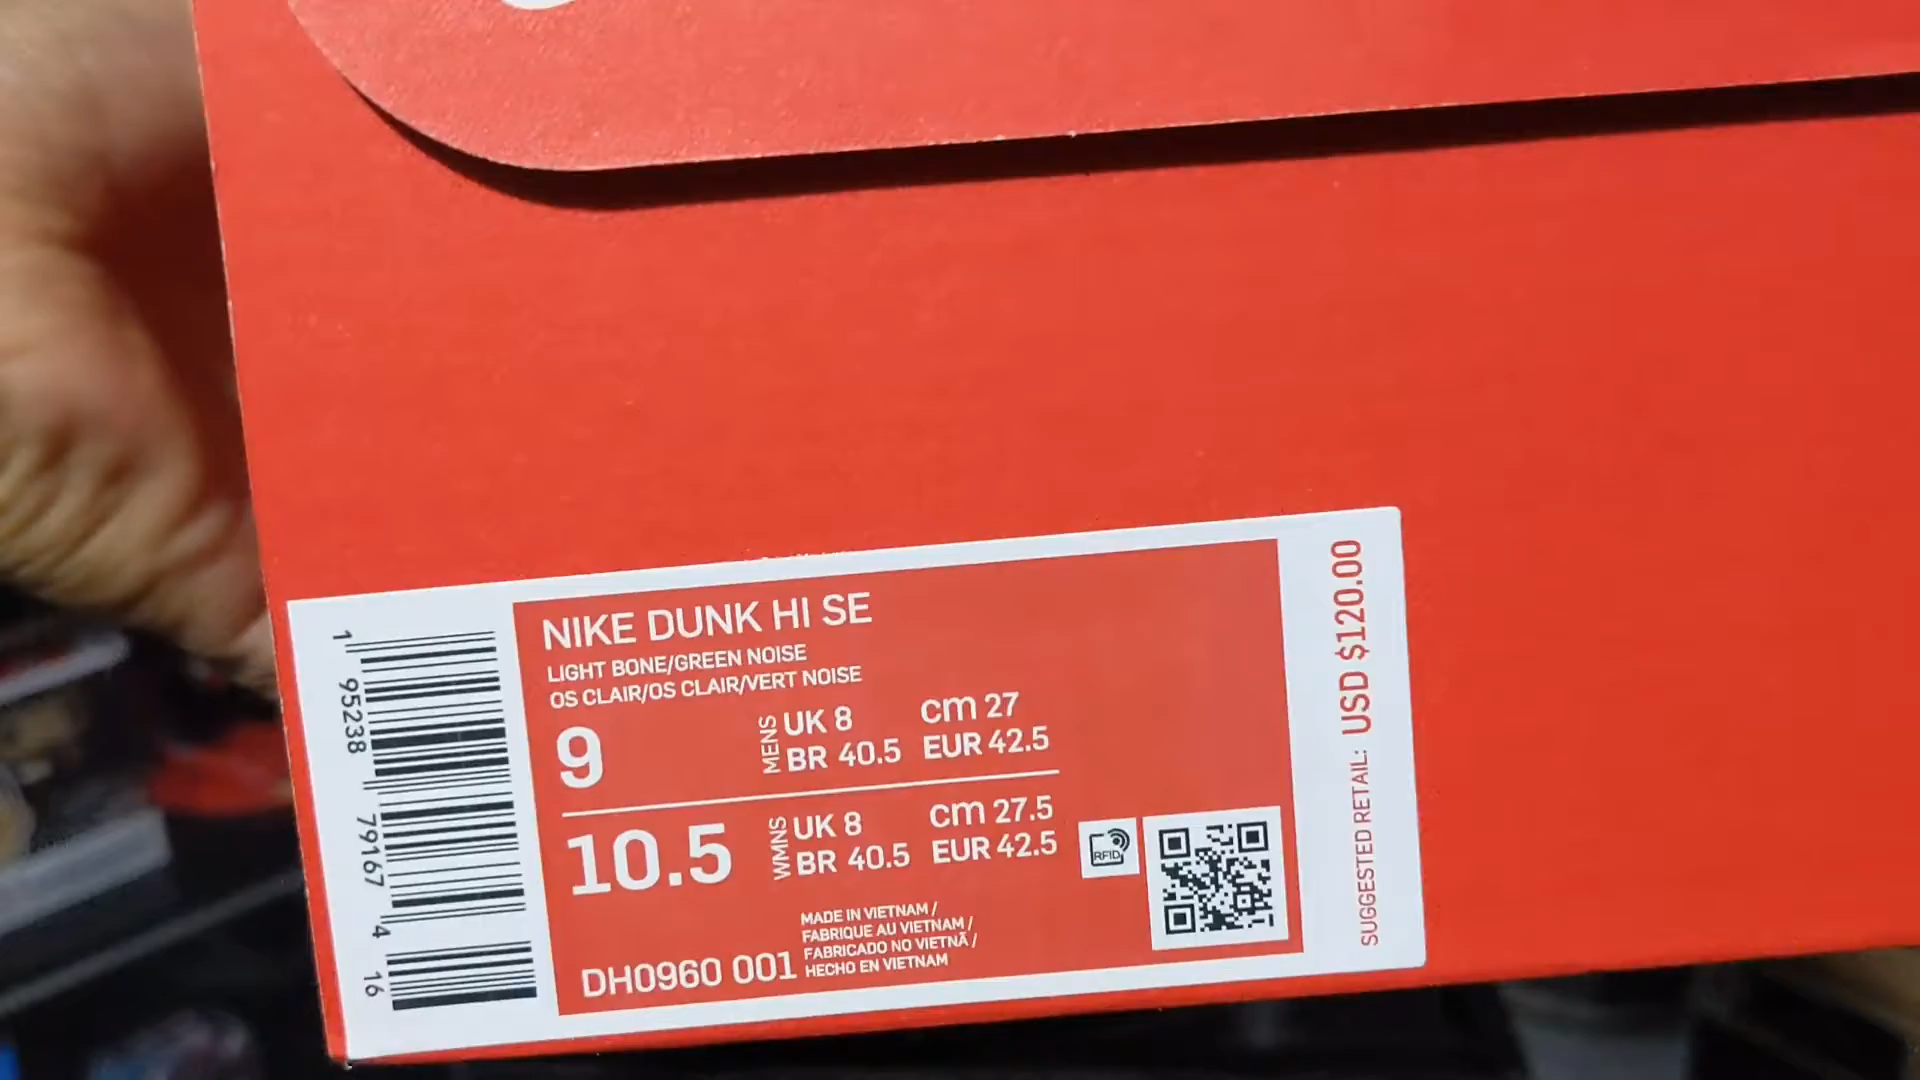 NIKE DUNK HI SE
LIGHT BONE/GREEN NOISE
OS CLAIR/OS CLAIR/VERT NOISE
9
MENS
UK 8
cm 27
BR 40.5
EUR 42.5
10.5
WMNS
UK 8
cm 27.5
BR 40.5
EUR 42.5
RFID
MADE IN VIETNAM /
FABRIQUE AU VIETNAM /
FABRICADO NO VIETNÃ /
HECHO EN VIETNAM
DH0960 001
1 95238 79167 4 16
SUGGESTED RETAIL: USD $120.00